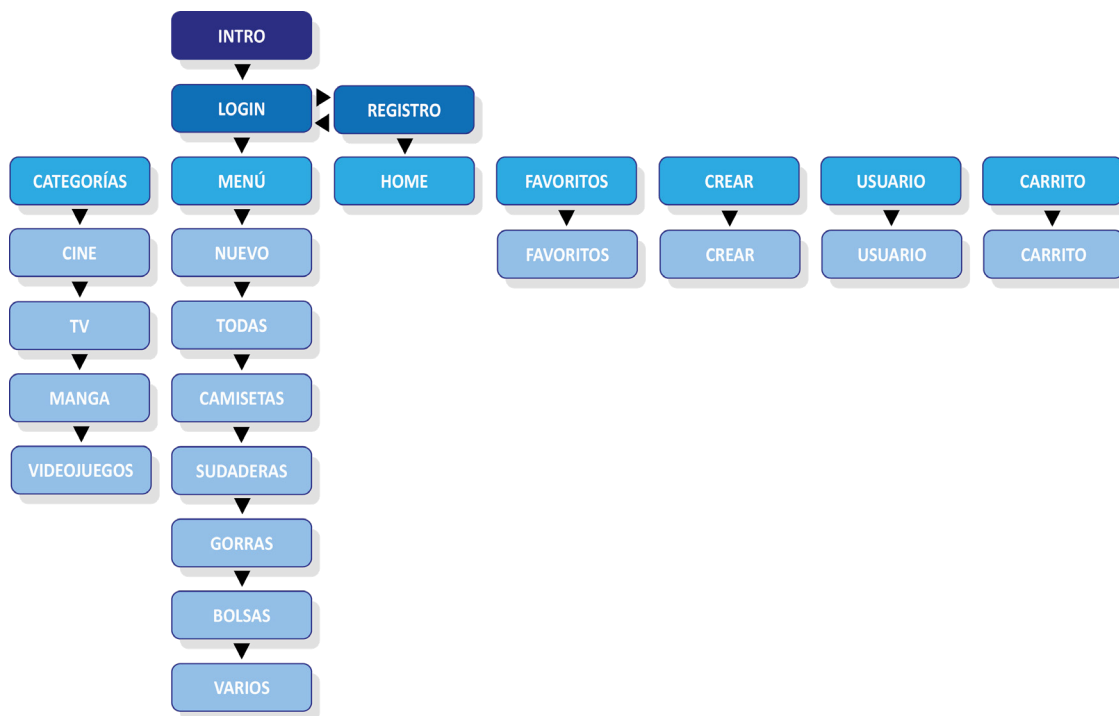 INTRO
LOGIN
REGISTRO
CATEGORÍAS
MENÚ
HOME
FAVORITOS
CREAR
USUARIO
CARRITO
CINE
NUEVO
FAVORITOS
CREAR
USUARIO
CARRITO
TV
TODAS
MANGA
CAMISETAS
VIDEOJUEGOS
SUDADERAS
GORRAS
BOLSAS
VARIOS